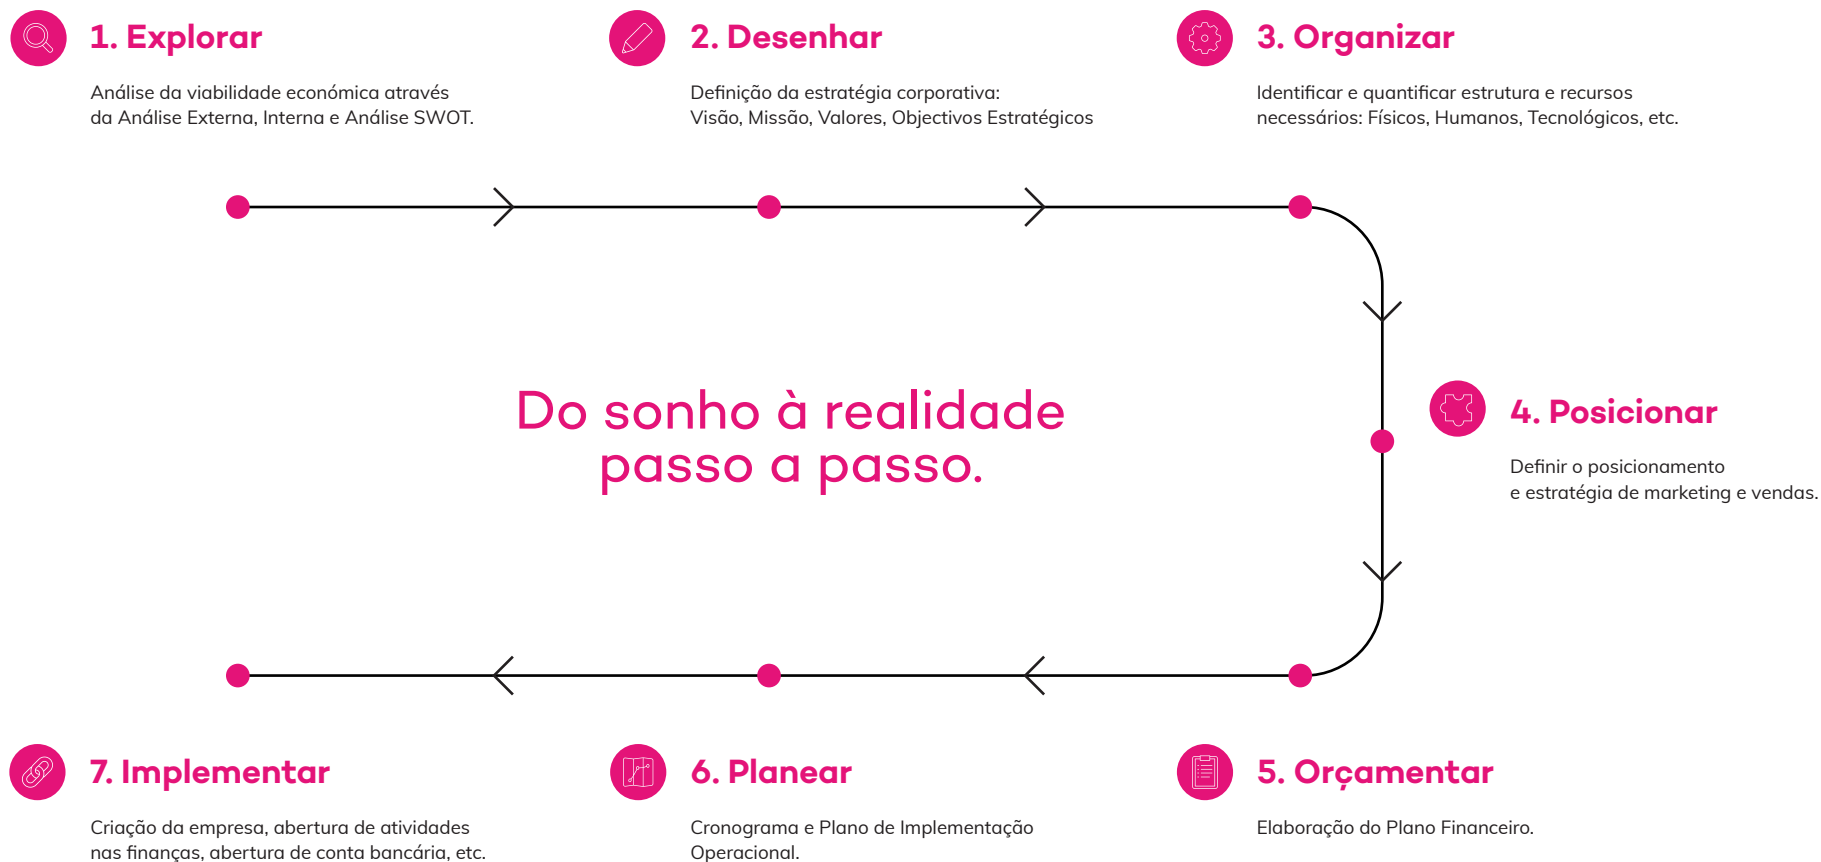 1. Explorar
Análise da viabilidade económica através
da Análise Externa, Interna e Análise SWOT.
2. Desenhar
Definição da estratégia corporativa:
Visão, Missão, Valores, Objectivos Estratégicos
3. Organizar
Identificar e quantificar estrutura e recursos
necessários: Físicos, Humanos, Tecnológicos, etc.
Do sonho à realidade
passo a passo.
4. Posicionar
Definir o posicionamento
e estratégia de marketing e vendas.
5. Orçamentar
Elaboração do Plano Financeiro.
6. Planear
Cronograma e Plano de Implementação
Operacional.
7. Implementar
Criação da empresa, abertura de atividades
nas finanças, abertura de conta bancária, etc.